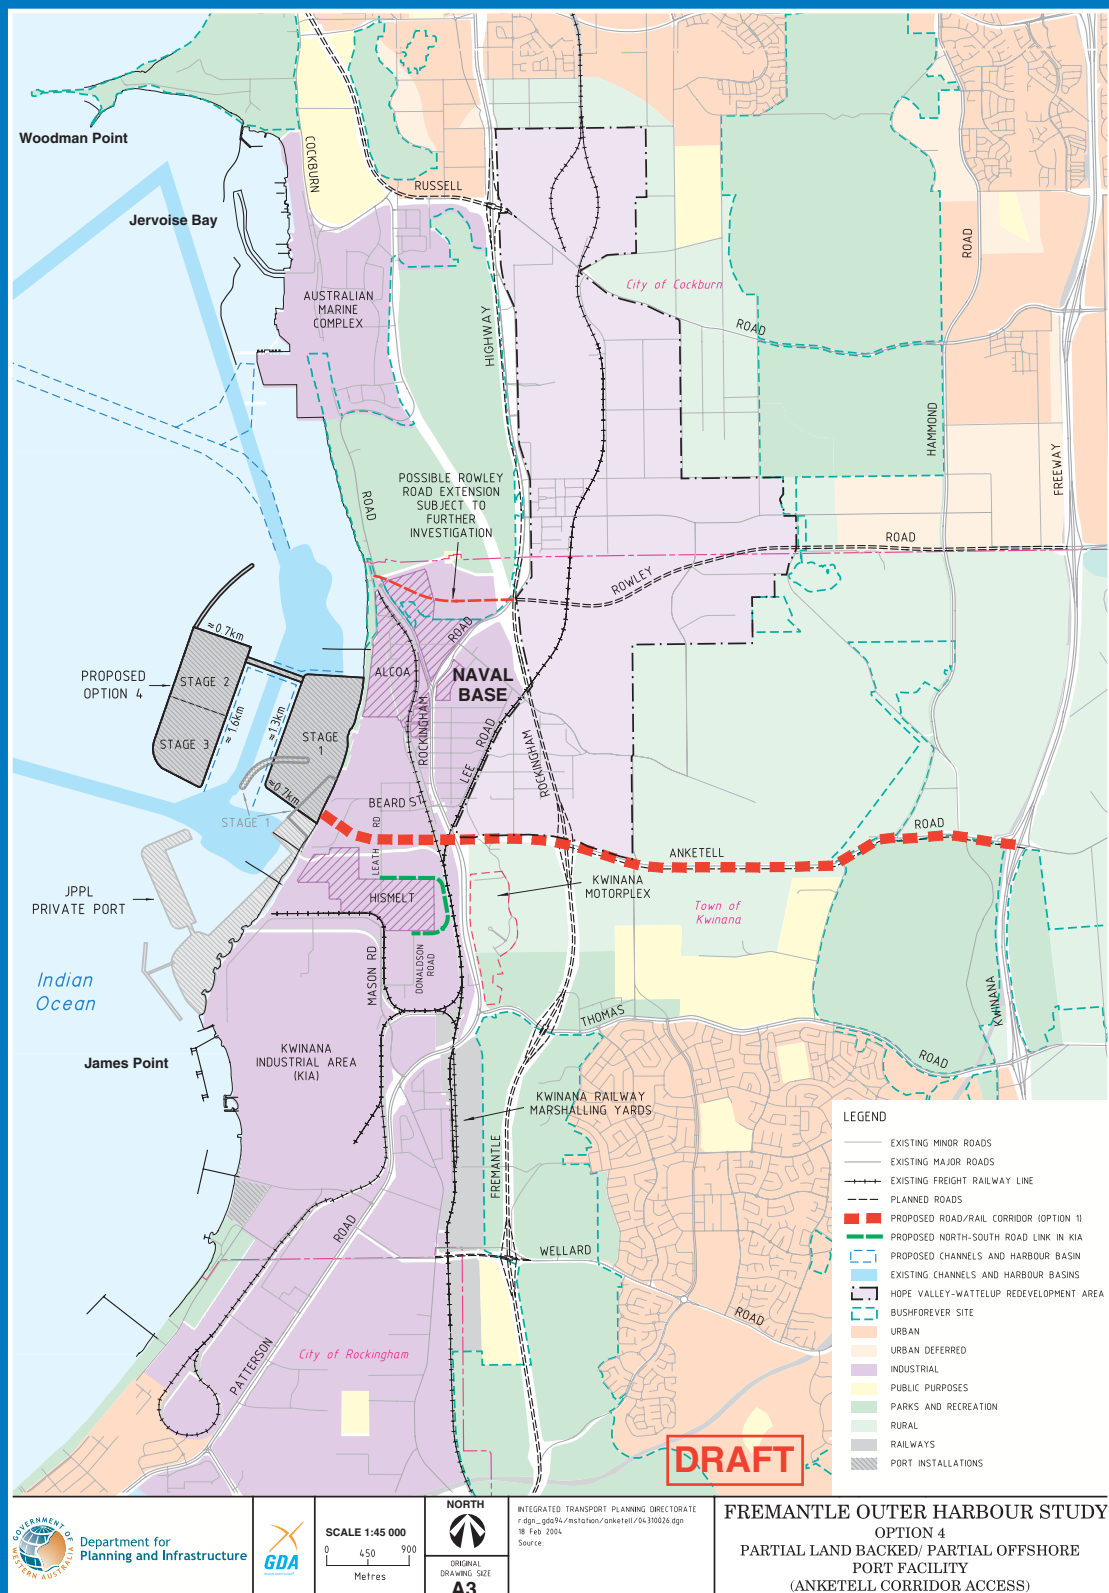 Woodman Point
COCKBURN
RUSSELL
Jervoise Bay
ROAD
City of Cockburn
AUSTRALIAN
MARINE
COMPLEX
HIGHWAY
ROAD
HAMMOND
FREEWAY
POSSIBLE ROWLEY
ROAD EXTENSION
SUBJECT TO
FURTHER
INVESTIGATION
ROAD
ROAD
ROWLEY
≈0.7km
ROAD
PROPOSED
OPTION 4
STAGE 2
ALCOA
NAVAL
BASE
≈ 1.6km
≈ 1.3km
STAGE
1
STAGE 3
ROCKINGHAM
LEE ROAD
ROCKINGHAM
≈0.7km
BEARD ST
STAGE 1
LEATH RD
ROAD
ANKETELL
JPPL
PRIVATE PORT
HISMELT
KWINANA
MOTORPLEX
Town of
Kwinana
Indian
Ocean
MASON RD
DONALDSON
ROAD
KWINANA
THOMAS
ROAD
James Point
KWINANA
INDUSTRIAL AREA
(KIA)
KWINANA RAILWAY
MARSHALLING YARDS
FREMANTLE
ROAD
WELLARD
ROAD
PATTERSON
City of Rockingham
LEGEND
EXISTING MINOR ROADS
EXISTING MAJOR ROADS
EXISTING FREIGHT RAILWAY LINE
PLANNED ROADS
PROPOSED ROAD/RAIL CORRIDOR (OPTION 1)
PROPOSED NORTH-SOUTH ROAD LINK IN KIA
PROPOSED CHANNELS AND HARBOUR BASIN
EXISTING CHANNELS AND HARBOUR BASINS
HOPE VALLEY-WATTLEUP REDEVELOPMENT AREA
BUSHFOREVER SITE
URBAN
URBAN DEFERRED
INDUSTRIAL
PUBLIC PURPOSES
PARKS AND RECREATION
RURAL
RAILWAYS
PORT INSTALLATIONS
DRAFT
GOVERNMENT OF
WESTERN AUSTRALIA
Department for
Planning and Infrastructure
GDA
SCALE 1:45 000
0 450 900
Metres
NORTH
ORIGINAL
DRAWING SIZE
A3
INTEGRATED TRANSPORT PLANNING DIRECTORATE
r:dgn_gda94/mstation/anketell/04310026.dgn
18 Feb 2004
Source:
FREMANTLE OUTER HARBOUR STUDY
OPTION 4
PARTIAL LAND BACKED/ PARTIAL OFFSHORE
PORT FACILITY
(ANKETELL CORRIDOR ACCESS)